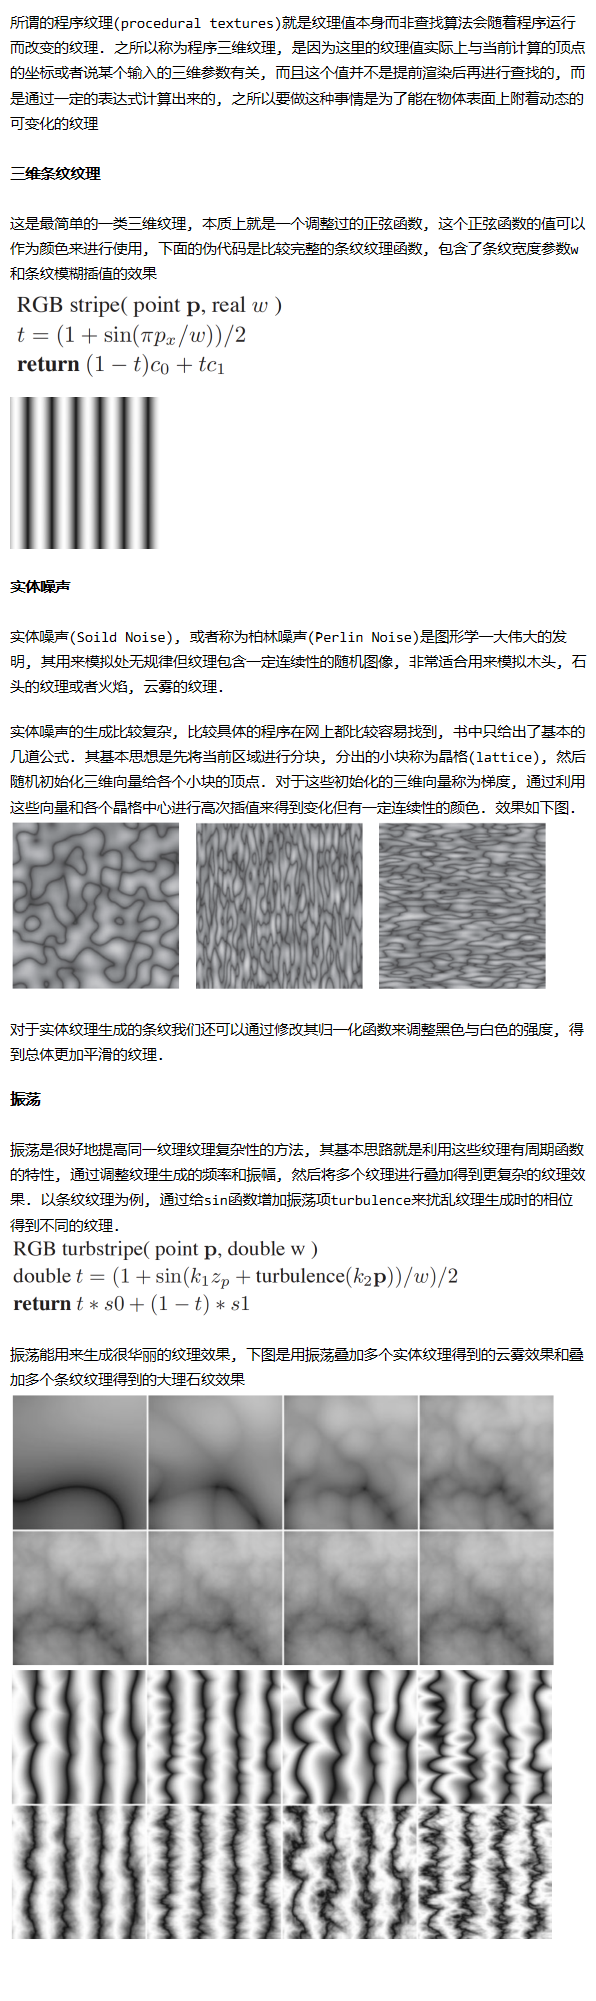 所谓的程序纹理(procedural textures)就是纹理值本身而非查找算法会随着程序运行
而改变的纹理. 之所以称为程序三维纹理, 是因为这里的纹理值实际上与当前计算的顶点
的坐标或者说某个输入的三维参数有关, 而且这个值并不是提前渲染后再进行查找的, 而
是通过一定的表达式计算出来的, 之所以要做这种事情是为了能在物体表面上附着动态的
可变化的纹理
三维条纹纹理
这是最简单的一类三维纹理, 本质上就是一个调整过的正弦函数, 这个正弦函数的值可以
作为颜色来进行使用, 下面的伪代码是比较完整的条纹纹理函数, 包含了条纹宽度参数w
和条纹模糊插值的效果
RGB stripe( point p, real w )
t = (1 + sin(πpₓ/w))/2
return (1 − t)c₀ + tc₁
实体噪声
实体噪声(Soild Noise), 或者称为柏林噪声(Perlin Noise)是图形学一大伟大的发
明, 其用来模拟处无规律但纹理包含一定连续性的随机图像, 非常适合用来模拟木头, 石
头的纹理或者火焰, 云雾的纹理.
实体噪声的生成比较复杂, 比较具体的程序在网上都比较容易找到, 书中只给出了基本的
几道公式. 其基本思想是先将当前区域进行分块, 分出的小块称为晶格(lattice), 然后
随机初始化三维向量给各个小块的顶点. 对于这些初始化的三维向量称为梯度, 通过利用
这些向量和各个晶格中心进行高次插值来得到变化但有一定连续性的颜色. 效果如下图.
对于实体纹理生成的条纹我们还可以通过修改其归一化函数来调整黑色与白色的强度, 得
到总体更加平滑的纹理.
振荡
振荡是很好地提高同一纹理纹理复杂性的方法, 其基本思路就是利用这些纹理有周期函数
的特性, 通过调整纹理生成的频率和振幅, 然后将多个纹理进行叠加得到更复杂的纹理效
果. 以条纹纹理为例, 通过给sin函数增加振荡项turbulence来扰乱纹理生成时的相位
得到不同的纹理.
RGB turbstripe( point p, double w )
double t = (1 + sin(k₁zₚ + turbulence(k₂p))/w)/2
return t ∗ s0 + (1 − t) ∗ s1
振荡能用来生成很华丽的纹理效果, 下图是用振荡叠加多个实体纹理得到的云雾效果和叠
加多个条纹纹理得到的大理石纹效果